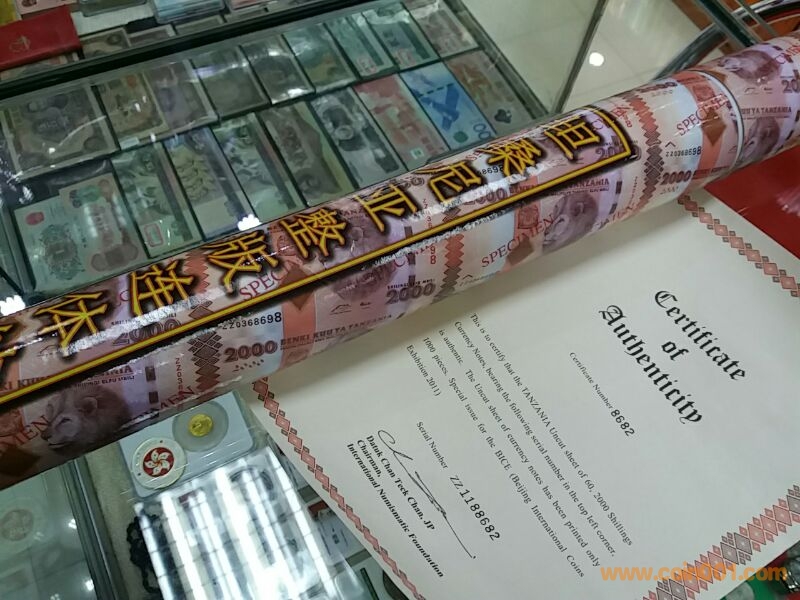 坦桑尼亚整版连体
SPECIMEN
2000
ZZ0368698
BENKI KUU YA TANZANIA
Certificate
of
Authenticity
Certificate Number 8682
This is to certify that the TANZANIA Uncut sheet of 60, 2000 Shillings
Currency Notes, bearing the following serial number in the top left corner,
is authentic. The Uncut sheet of currency notes has been printed only
1000 pieces. Special issue for the BICE (Beijing International Coins
Exhibition 2011)
Serial Number ZZ1188682
Datuk Chan Teck Chan, JP
Chairman,
International Numismatic Foundation
www.coin001.com